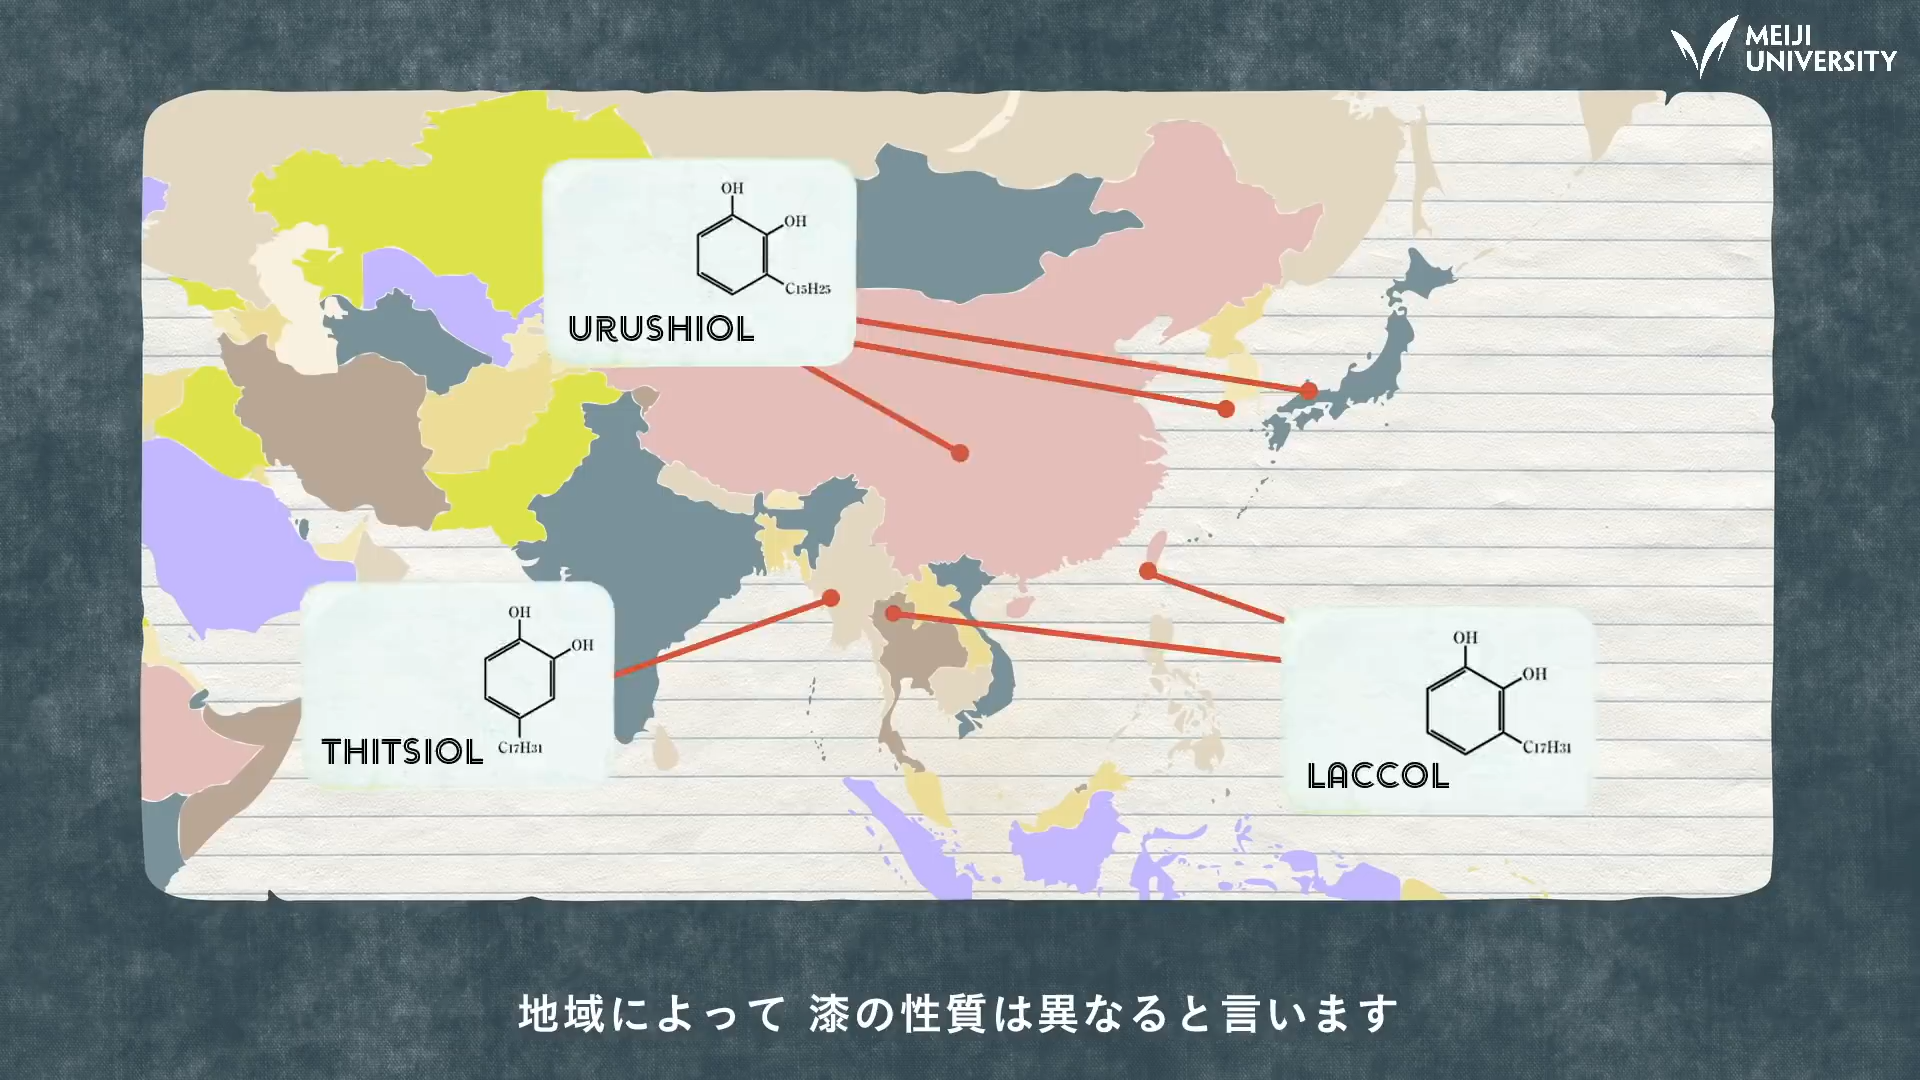 MEIJI
UNIVERSITY
OH
OH
C15H25
URUSHIOL
OH
OH
C17H31
THITSIOL
OH
OH
C17H31
LACCOL
地域によって 漆の性質は異なると言います